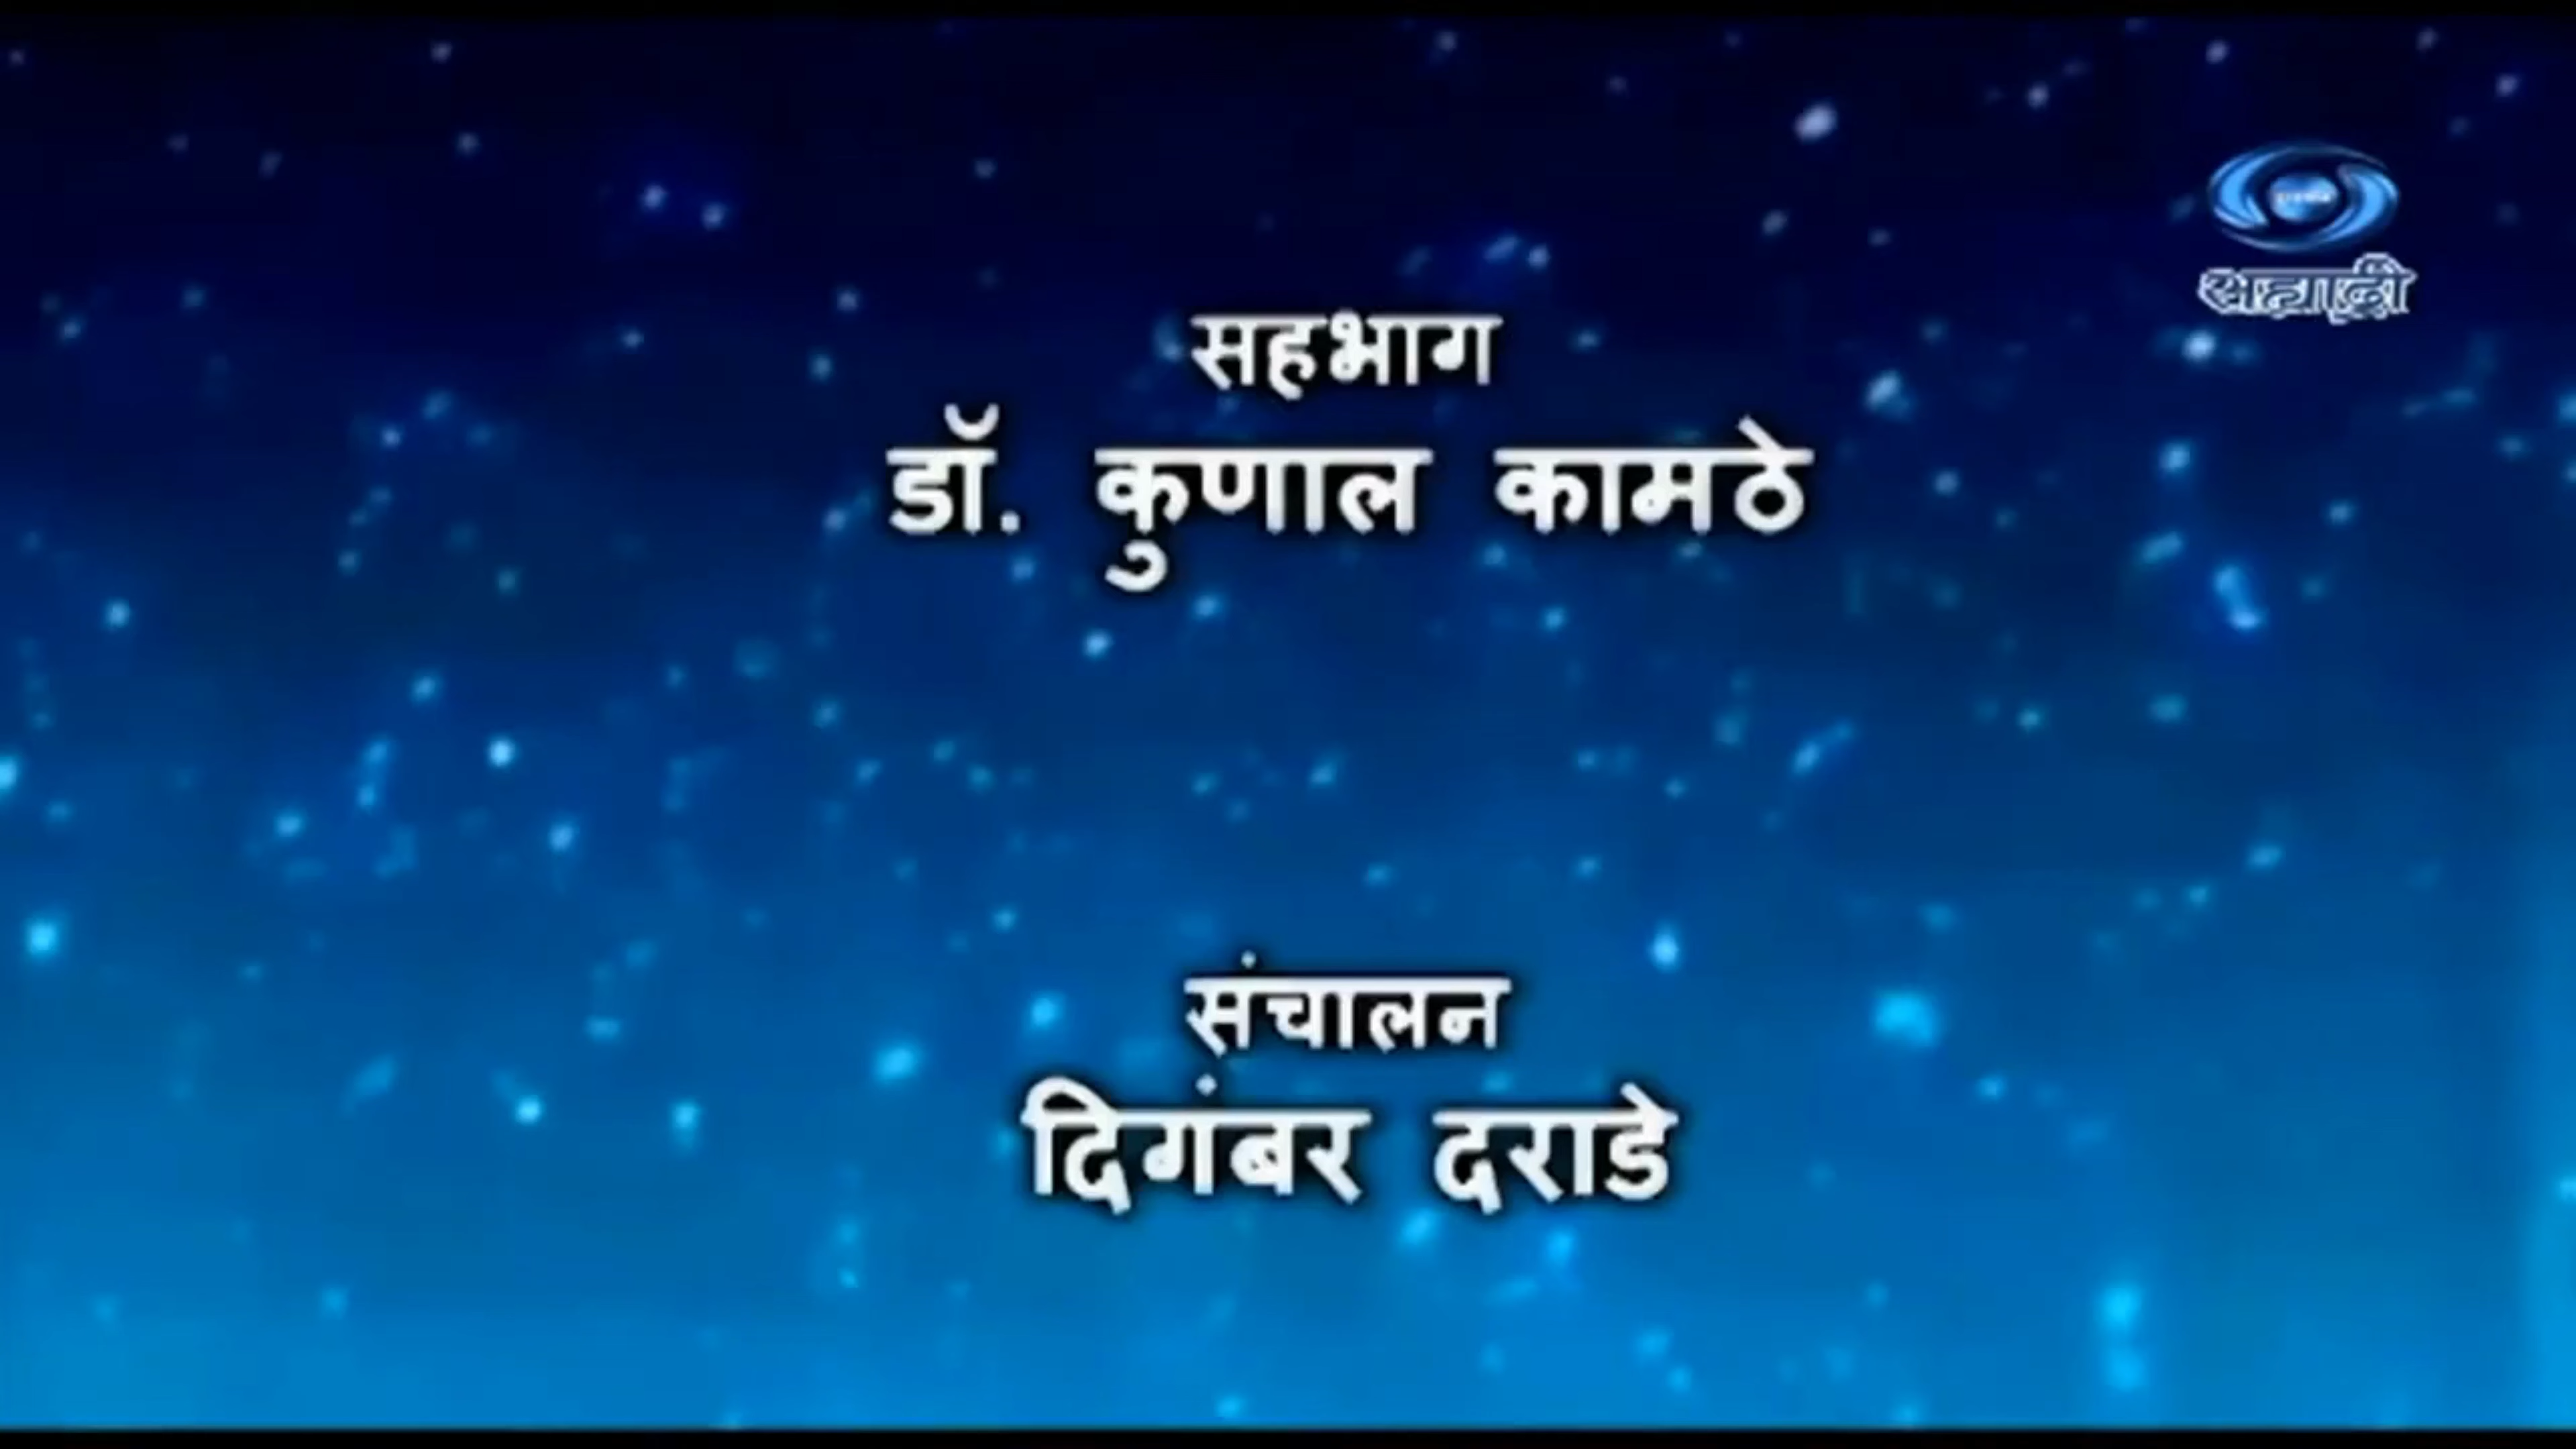 सह्याद्री
सहभाग
डॉ. कुणाल कामठे
संचालन
दिगंबर दराडे